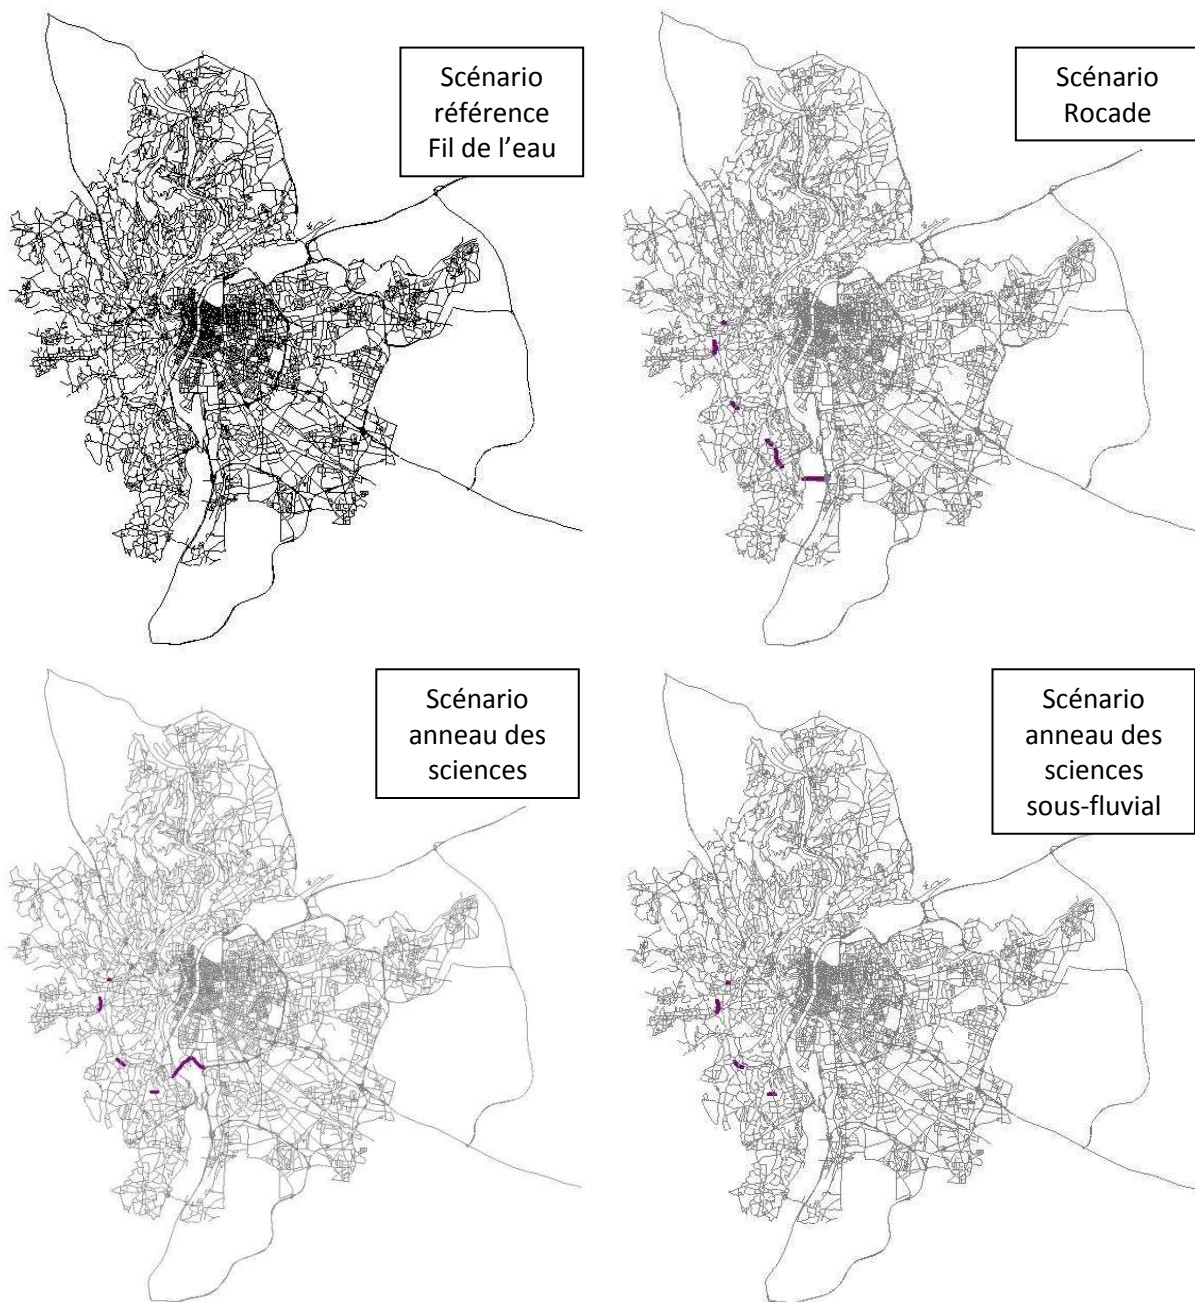 Scénario
référence
Fil de l’eau
Scénario
Rocade
Scénario
anneau des
sciences
Scénario
anneau des
sciences
sous-fluvial